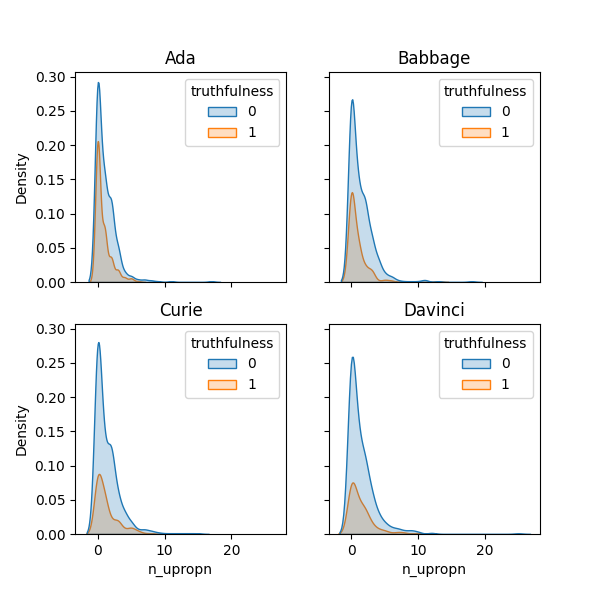 Ada
Babbage
0.30
0.25
0.20
0.15
0.10
0.05
0.00
Density
truthfulness
0
1
truthfulness
0
1
Curie
Davinci
0.30
0.25
0.20
0.15
0.10
0.05
0.00
Density
truthfulness
0
1
truthfulness
0
1
0
10
20
0
10
20
n_upropn
n_upropn